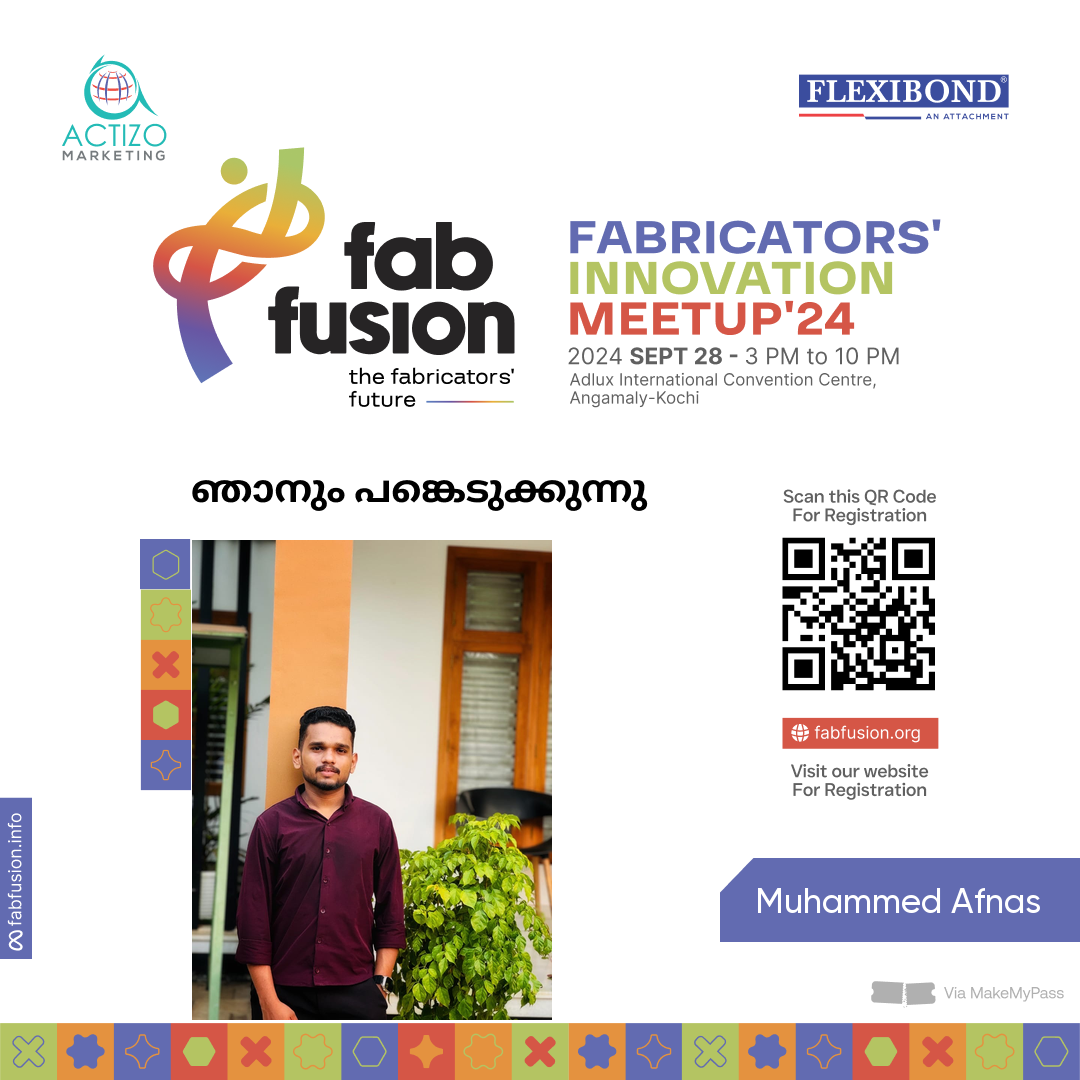 ACTIZO
MARKETING
FLEXIBOND®
AN ATTACHMENT
fab
fusion
the fabricators'
future
FABRICATORS'
INNOVATION
MEETUP'24
2024 SEPT 28 - 3 PM to 10 PM
Adlux International Convention Centre,
Angamaly-Kochi
ഞാനും പങ്കെടുക്കുന്നു
Scan this QR Code
For Registration
fabfusion.org
Visit our website
For Registration
fabfusion.info
Muhammed Afnas
Via MakeMyPass